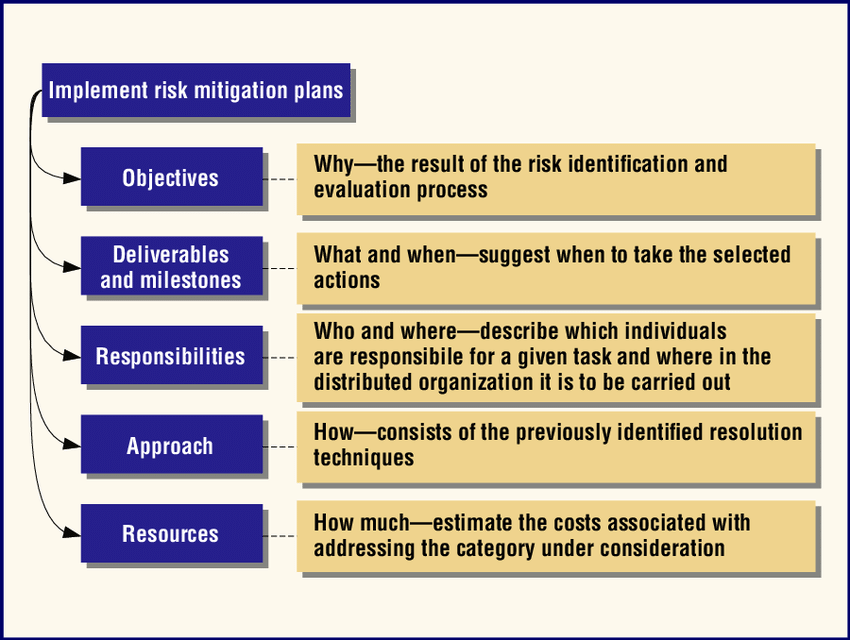 Implement risk mitigation plans
Objectives
Why—the result of the risk identification and
evaluation process
Deliverables
and milestones
What and when—suggest when to take the selected
actions
Responsibilities
Who and where—describe which individuals
are responsibile for a given task and where in the
distributed organization it is to be carried out
Approach
How—consists of the previously identified resolution
techniques
Resources
How much—estimate the costs associated with
addressing the category under consideration